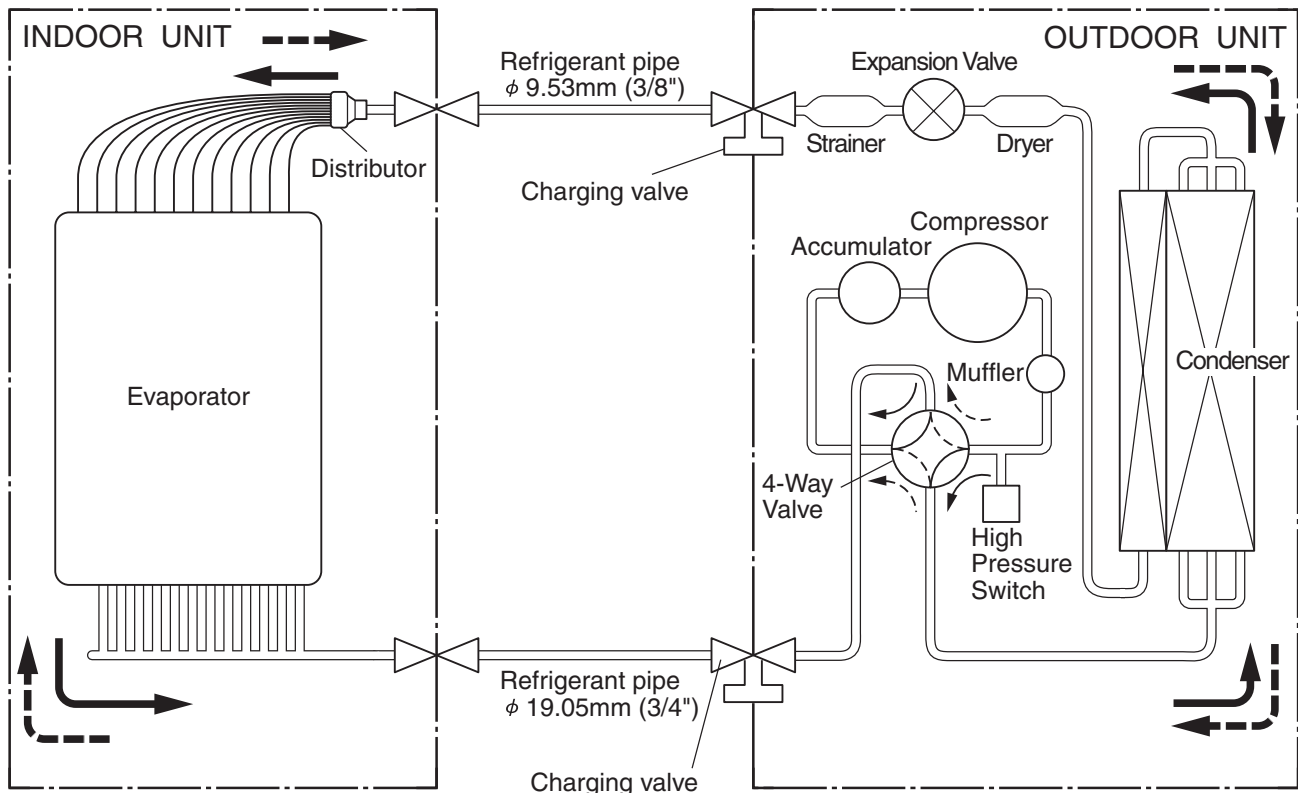 INDOOR UNIT
OUTDOOR UNIT
Refrigerant pipe
ϕ 9.53mm (3/8")
Expansion Valve
Strainer
Dryer
Distributor
Charging valve
Compressor
Accumulator
Muffler
Condenser
Evaporator
4-Way
Valve
High
Pressure
Switch
Refrigerant pipe
ϕ 19.05mm (3/4")
Charging valve